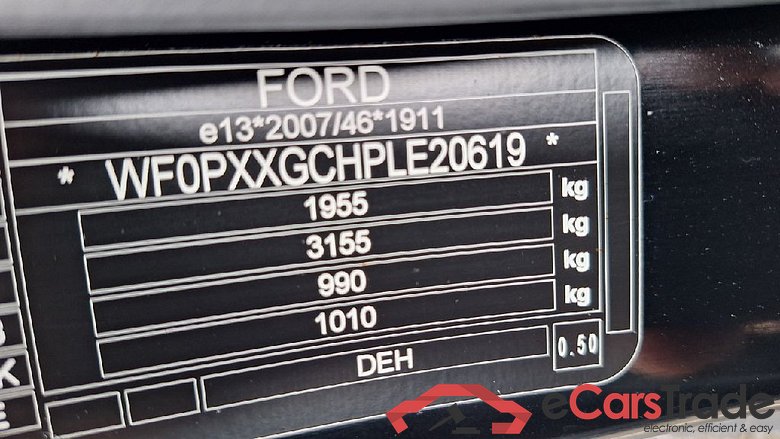 FORD
e13*2007/46*1911
* WF0PXXGCHPLE20619 *
1955 kg
3155 kg
990 kg
1010 kg
DEH 0.50
K
E
eCarsTrade
electronic, efficient & easy